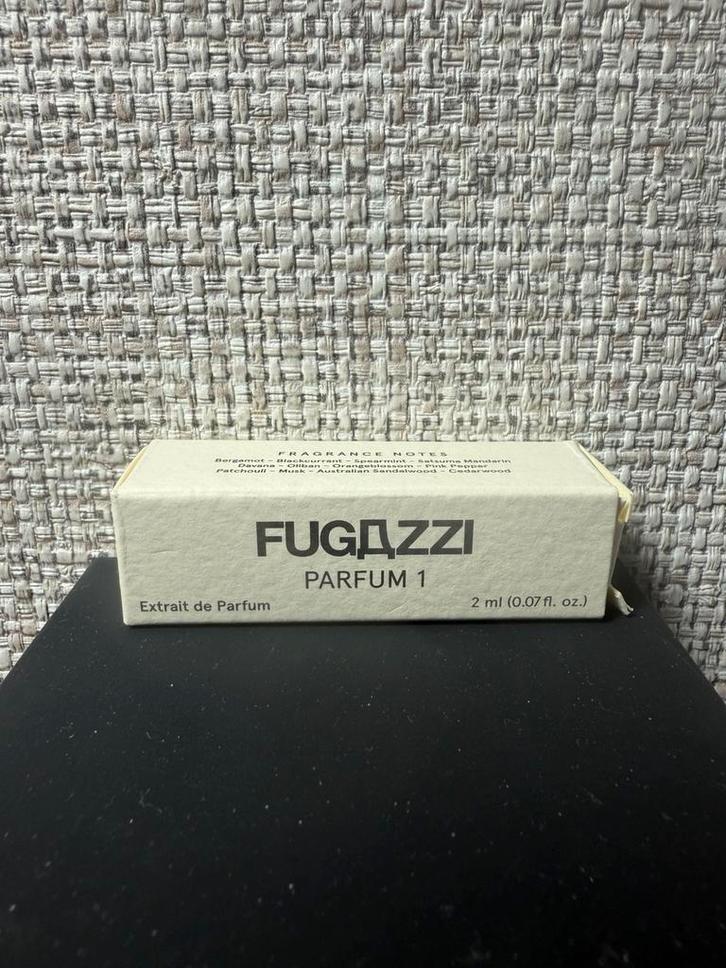 FRAGRANCE NOTES
Bergamot - Blackcurrant - Spearmint - Satsuma Mandarin
Davana - Oliban - Orangeblossom - Pink Pepper
Patchouli - Musk - Australian Sandalwood - Cedarwood
FUGAZZI
PARFUM 1
Extrait de Parfum
2 ml (0.07 fl. oz.)